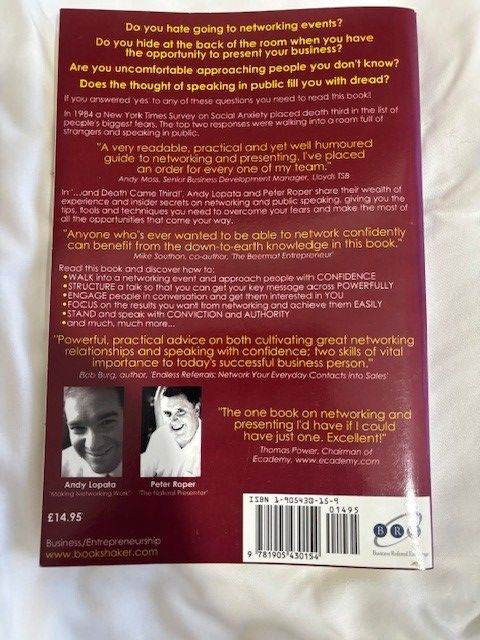 Do you hate going to networking events?
Do you hide at the back of the room when you have
the opportunity to present your business?
Are you uncomfortable approaching people you don't know?
Does the thought of speaking in public fill you with dread?
If you answered 'yes' to any of these questions you need to read this book!
In 1984 a New York Times Survey on Social Anxiety placed death third in the list of
people's biggest fears. The top two responses were walking into a room full of
strangers and speaking in public.
"A very readable, practical and yet well humoured
guide to networking and presenting. I've placed
an order for every one of my team."
Andy Moss, Senior Business Development Manager, Lloyds TSB
In '...and Death Came Third!', Andy Lopata and Peter Roper share their wealth of
experience and insider secrets on networking and public speaking, giving you the
tips, tools and techniques you need to overcome your fears and make the most of
all the opportunities that come your way.
"Anyone who's ever wanted to be able to network confidently
can benefit from the down-to-earth knowledge in this book."
Mike Southon, co-author, 'The Beermat Entrepreneur'
Read this book and discover how to:
•WALK into a networking event and approach people with CONFIDENCE
•STRUCTURE a talk so that you can get your key message across POWERFULLY
•ENGAGE people in conversation and get them interested in YOU
•FOCUS on the results you want from networking and achieve them EASILY
•STAND and speak with CONVICTION and AUTHORITY
•and much, much more...
"Powerful, practical advice on both cultivating great networking
relationships and speaking with confidence; two skills of vital
importance to today's successful business person."
Bob Burg, author, 'Endless Referrals: Network Your Everyday Contacts into Sales'
"The one book on networking and
presenting I'd have if I could
have just one. Excellent!"
Thomas Power, Chairman of
Ecademy, www.ecademy.com
Andy Lopata
'Making Networking Work'
Peter Roper
'The Natural Presenter'
£14.95
Business/Entrepreneurship
www.bookshaker.com
ISBN 1-905430-15-9
01495
9 781905 430154
BRE
Business Referral Exchange